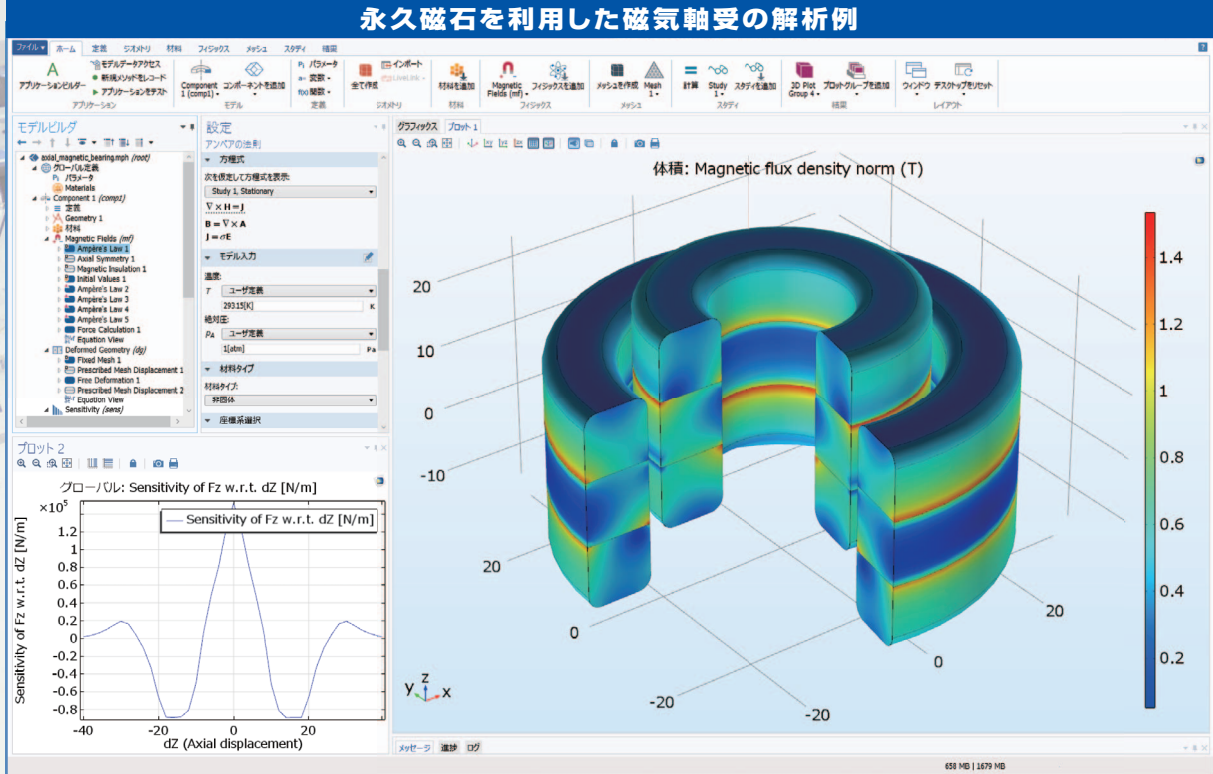 永久磁石を利用した磁気軸受の解析例
ファイル ホーム 定義 ジオメトリ 材料 フィジックス メッシュ スタディ 結果
アプリケーションビルダー
モデルデータアクセス
新規メソッドをレコード
アプリケーションをテスト
Component 1 (comp1)
コンポーネントを追加
Pi パラメータ
a= 変数
f(x) 関数
全て作成
インポート
LiveLink
材料を追加
Magnetic Fields (mf)
フィジックスを追加
メッシュを作成
Mesh 1
計算
Study 1
スタディを追加
3D Plot Group 4
プロットグループを追加
ウィンドウ
デスクトップをリセット
アプリケーション モデル 定義 ジオメトリ 材料 フィジックス メッシュ スタディ 結果 レイアウト
モデルビルダ
axial_magnetic_bearing.mph (root)
グローバル定義
Pi パラメータ
Materials
Component 1 (comp1)
定義
Geometry 1
材料
Magnetic Fields (mf)
Ampère's Law 1
Axial Symmetry 1
Magnetic Insulation 1
Initial Values 1
Ampère's Law 2
Ampère's Law 3
Ampère's Law 4
Ampère's Law 5
Force Calculation 1
Equation View
Deformed Geometry (dg)
Fixed Mesh 1
Prescribed Mesh Displacement 1
Free Deformation 1
Prescribed Mesh Displacement 2
Equation View
Sensitivity (sens)
設定
アンペアの法則
方程式
次を仮定して方程式を表示:
Study 1, Stationary
∇ × H = J
B = ∇ × A
J = σE
モデル入力
温度:
T ユーザ定義
293.15[K] K
絶対圧:
PA ユーザ定義
1[atm] Pa
材料タイプ
材料タイプ:
非固体
座標系選択
グラフィックス プロット 1
体積: Magnetic flux density norm (T)
20
10
0
-10
20
0
-20
20
0
-20
1.4
1.2
1
0.8
0.6
0.4
0.2
y z x
プロット 2
グローバル: Sensitivity of Fz w.r.t. dZ [N/m]
×10⁵
Sensitivity of Fz w.r.t. dZ [N/m]
Sensitivity of Fz w.r.t. dZ [N/m]
1.2
1
0.8
0.6
0.4
0.2
0
-0.2
-0.4
-0.6
-0.8
-40 -20 0 20
dZ (Axial displacement)
メッセージ 進捗 ログ
658 MB | 1679 MB